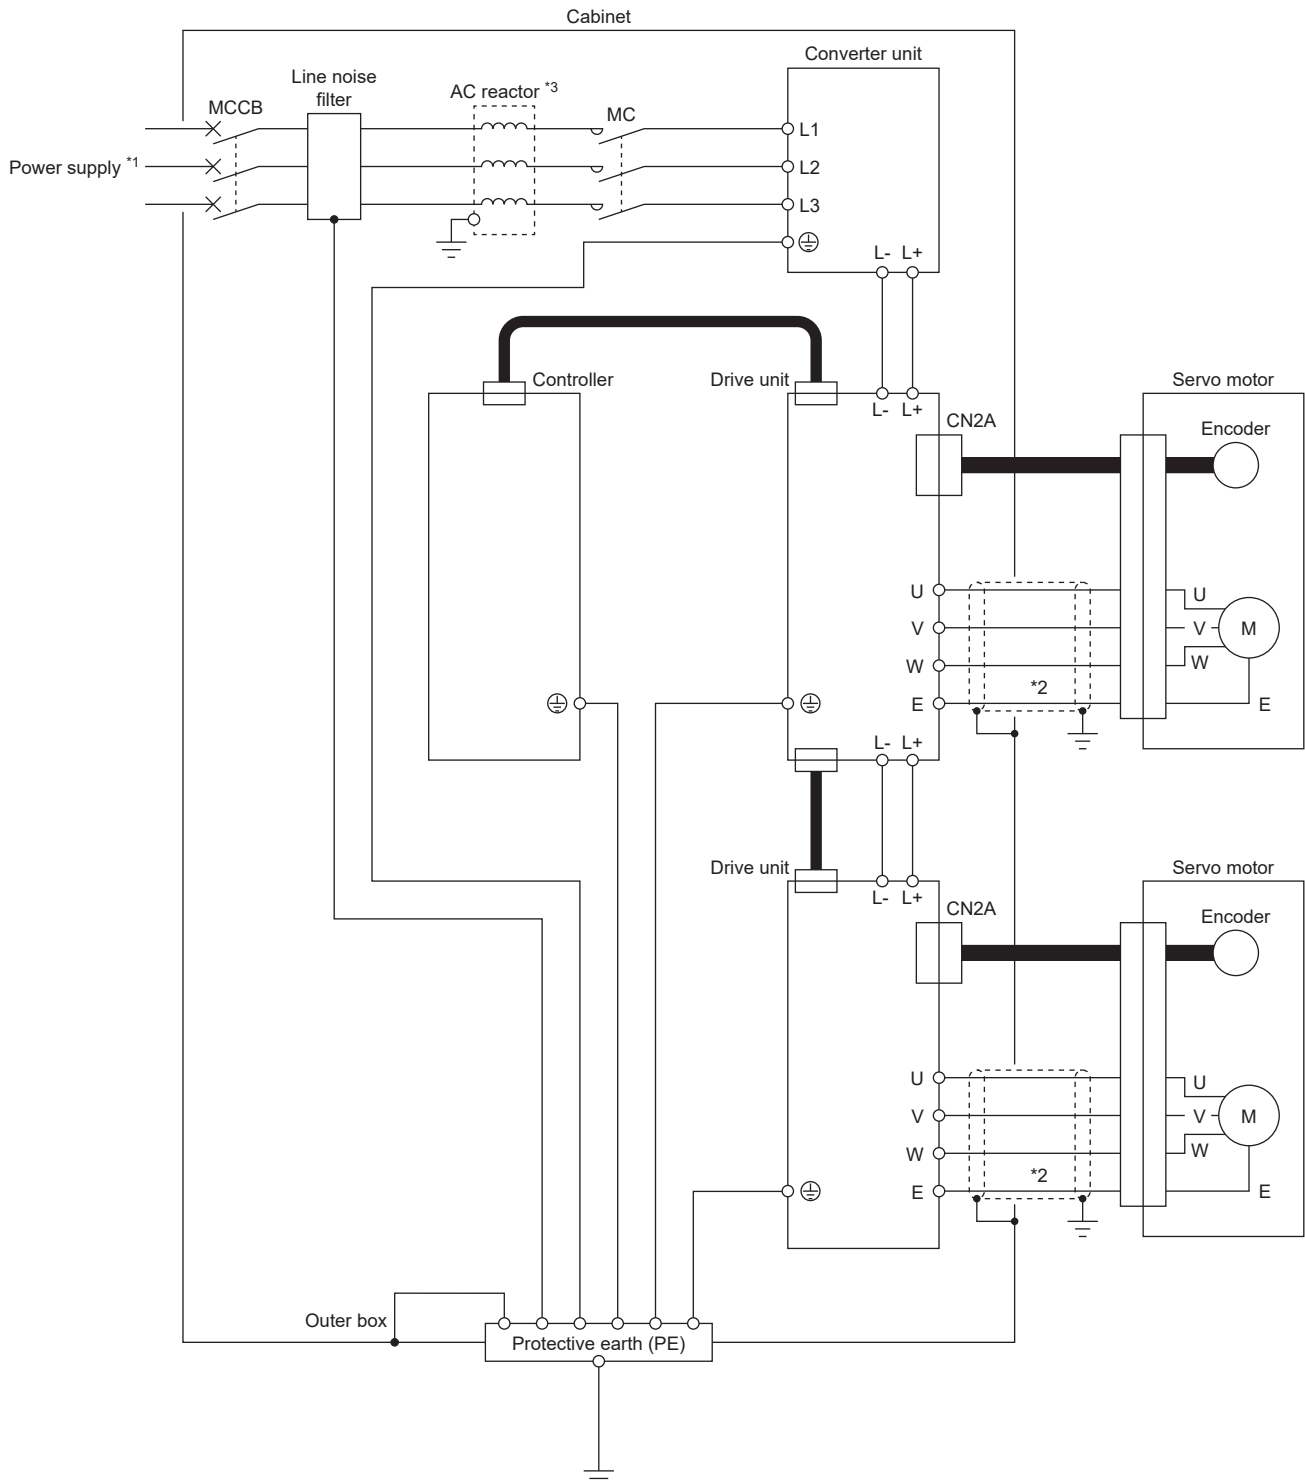 Cabinet
Converter unit
Line noise
filter
AC reactor *3
MCCB
MC
L1
Power supply *1
L2
L3
L- L+
Controller
Drive unit
Servo motor
L- L+
CN2A
Encoder
U
U
V
V
M
W
W
*2
E
E
L- L+
Drive unit
Servo motor
L- L+
CN2A
Encoder
U
U
V
V
M
W
W
*2
E
E
Outer box
Protective earth (PE)